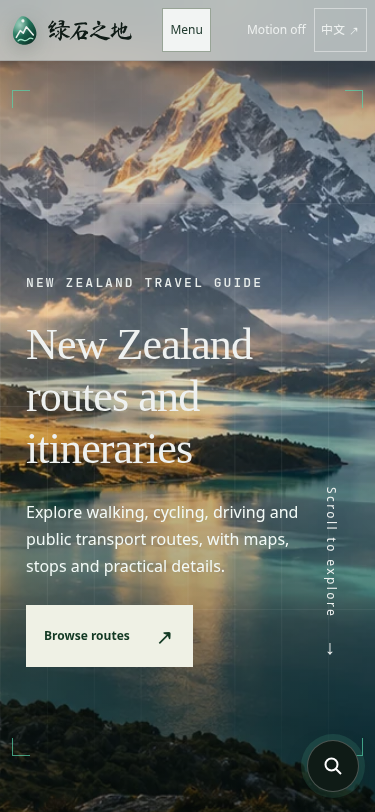 绿石之地
Menu
Motion off
中文 ↗
NEW ZEALAND TRAVEL GUIDE
New Zealand
routes and
itineraries
Explore walking, cycling, driving and
public transport routes, with maps,
stops and practical details.
Scroll to explore →
Browse routes ↗